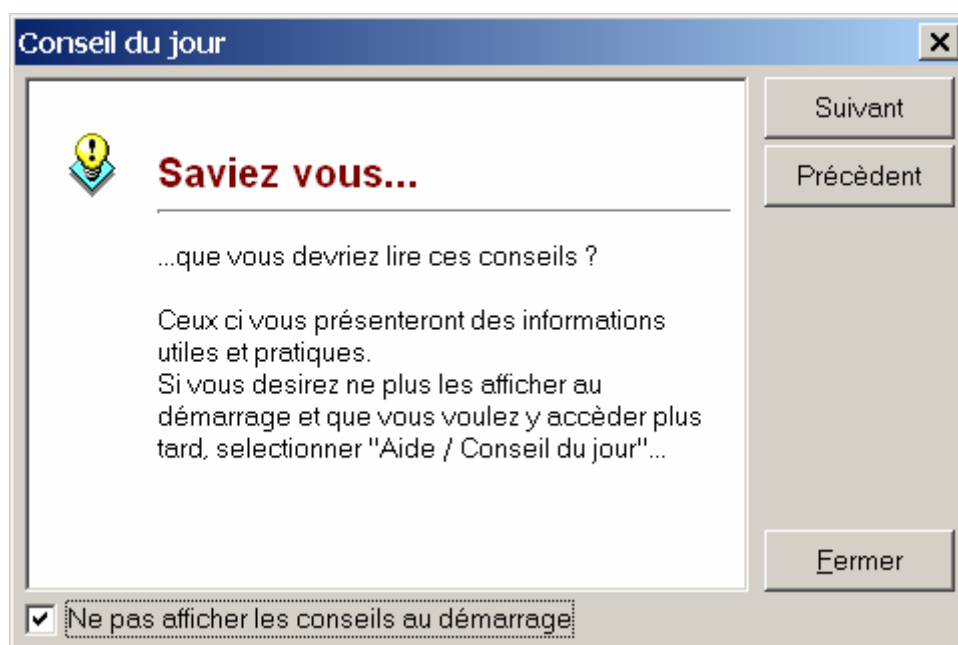 Conseil du jour
Saviez vous...
...que vous devriez lire ces conseils ?
Ceux ci vous présenteront des informations
utiles et pratiques.
Si vous desirez ne plus les afficher au
démarrage et que vous voulez y accèder plus
tard, selectionner "Aide / Conseil du jour"...
Suivant
Précèdent
Fermer
Ne pas afficher les conseils au démarrage